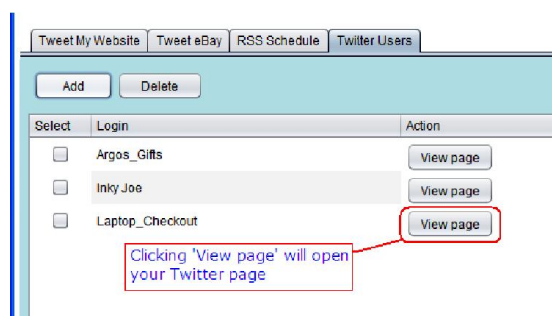 Tweet My Website Tweet eBay RSS Schedule Twitter Users
Add Delete
Select Login Action
Argos_Gifts View page
Inky Joe View page
Laptop_Checkout View page
Clicking 'View page' will open
your Twitter page